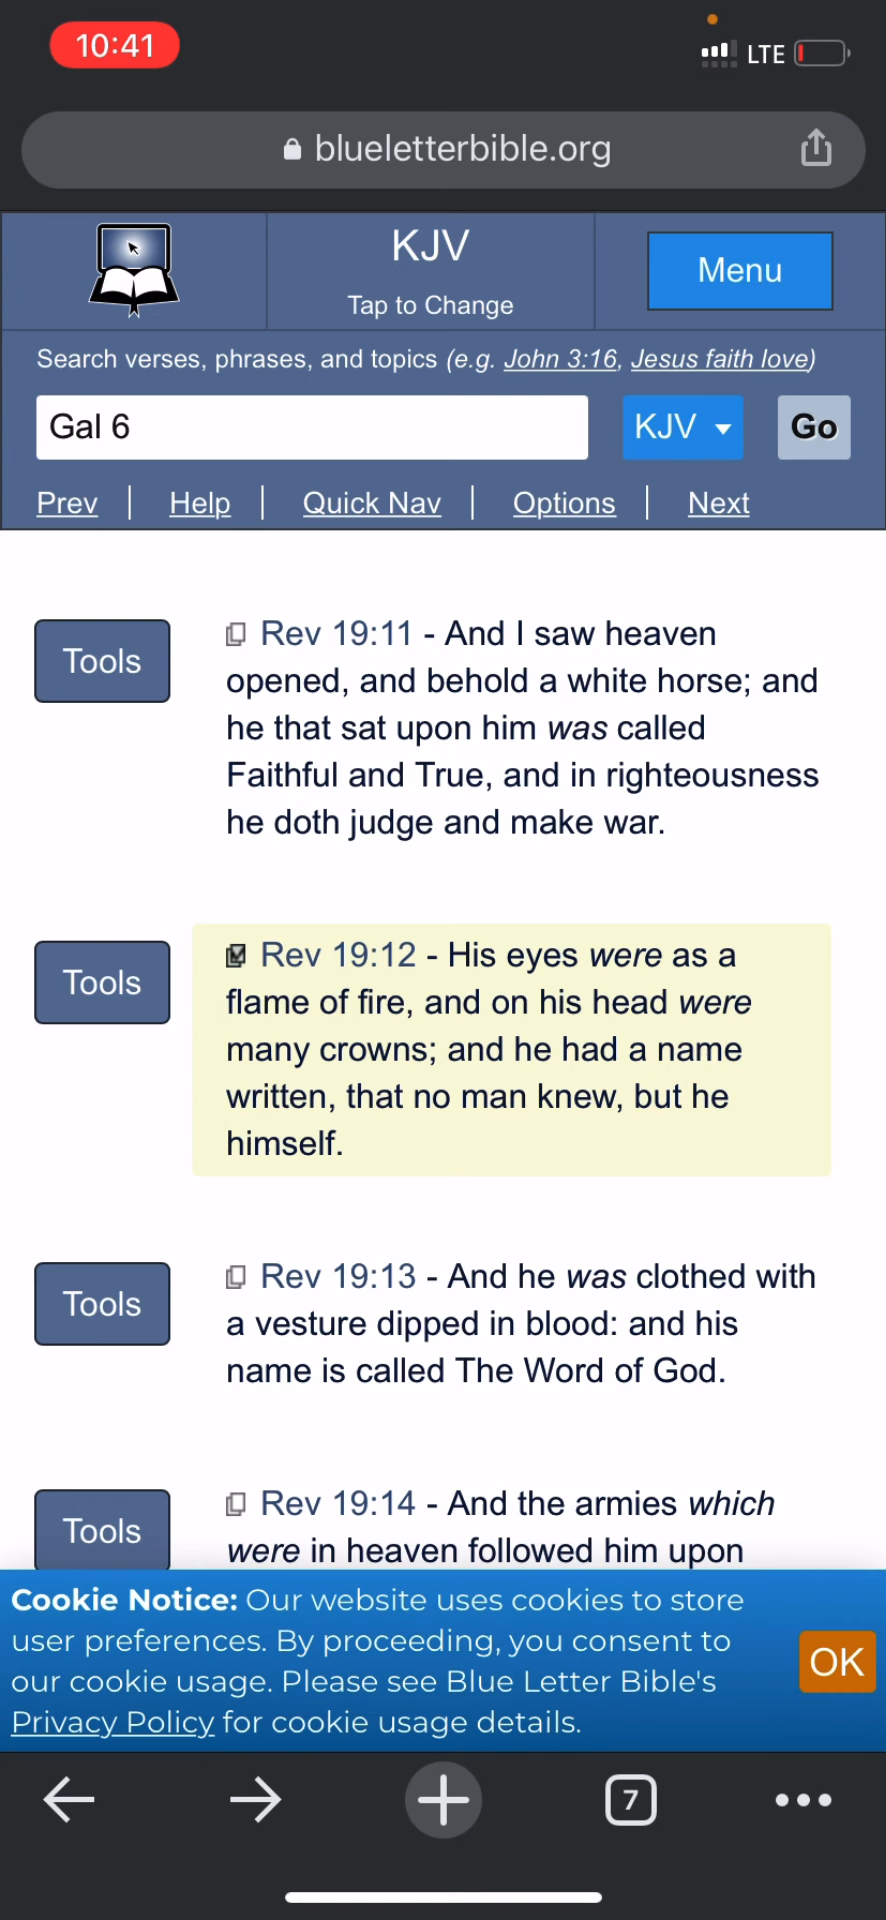 10:41
LTE
blueletterbible.org
KJV
Tap to Change
Menu
Search verses, phrases, and topics (e.g. John 3:16, Jesus faith love)
Gal 6
KJV
Go
Prev | Help | Quick Nav | Options | Next
Tools
Rev 19:11 - And I saw heaven
opened, and behold a white horse; and
he that sat upon him was called
Faithful and True, and in righteousness
he doth judge and make war.
Tools
Rev 19:12 - His eyes were as a
flame of fire, and on his head were
many crowns; and he had a name
written, that no man knew, but he
himself.
Tools
Rev 19:13 - And he was clothed with
a vesture dipped in blood: and his
name is called The Word of God.
Tools
Rev 19:14 - And the armies which
were in heaven followed him upon
Cookie Notice: Our website uses cookies to store
user preferences. By proceeding, you consent to
our cookie usage. Please see Blue Letter Bible's
Privacy Policy for cookie usage details.
OK
7